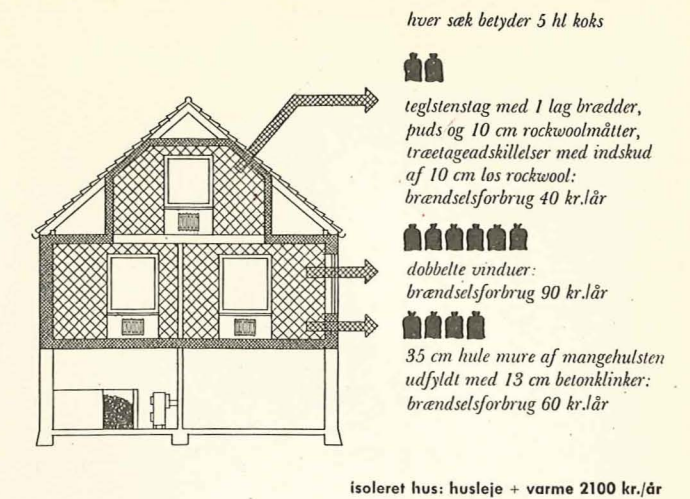 hver sæk betyder 5 hl koks
teglstenstag med 1 lag brædder,
puds og 10 cm rockwoolmåtter,
træetageadskillelser med indskud
af 10 cm løs rockwool:
brændselsforbrug 40 kr./år
dobbelte vinduer:
brændselsforbrug 90 kr./år
35 cm hule mure af mangehulsten
udfyldt med 13 cm betonklinker:
brændselsforbrug 60 kr./år
isoleret hus: husleje + varme 2100 kr./år